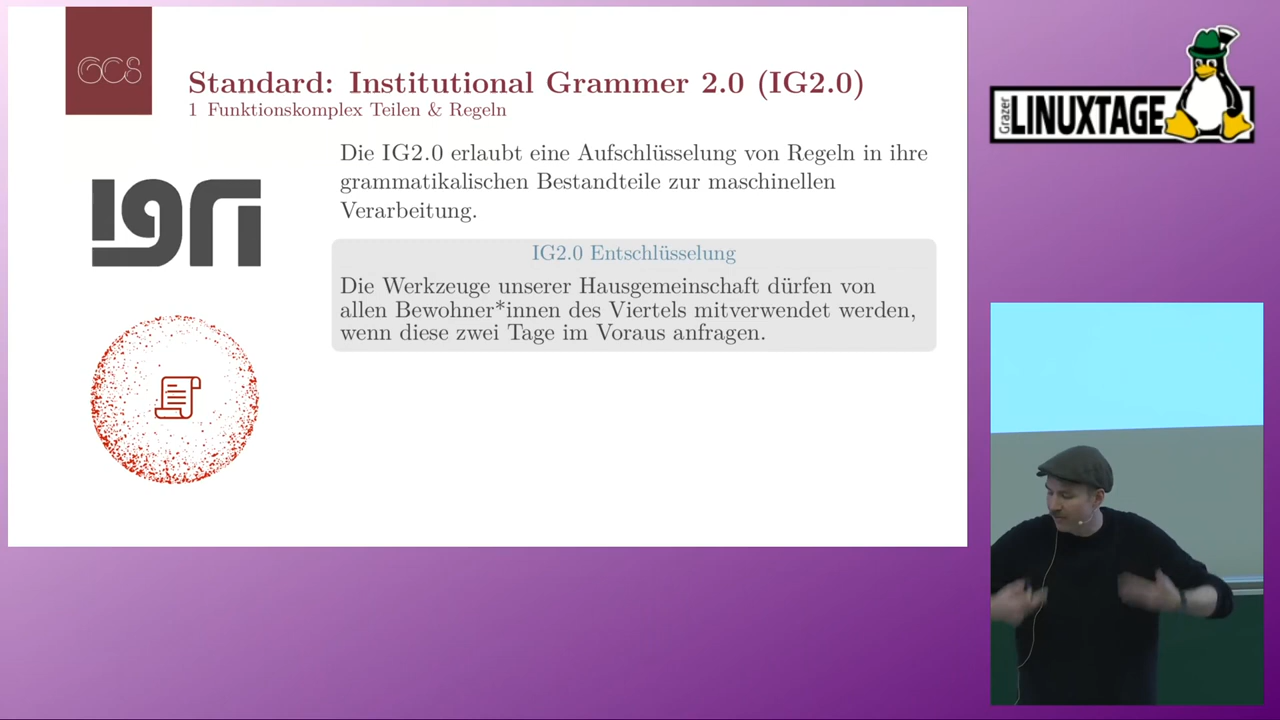 GCS
Standard: Institutional Grammer 2.0 (IG2.0)
1 Funktionskomplex Teilen & Regeln
Die IG2.0 erlaubt eine Aufschlüsselung von Regeln in ihre
grammatikalischen Bestandteile zur maschinellen
Verarbeitung.
IG2.0 Entschlüsselung
Die Werkzeuge unserer Hausgemeinschaft dürfen von
allen Bewohner*innen des Viertels mitverwendet werden,
wenn diese zwei Tage im Voraus anfragen.
Grazer
LINUXTAGE